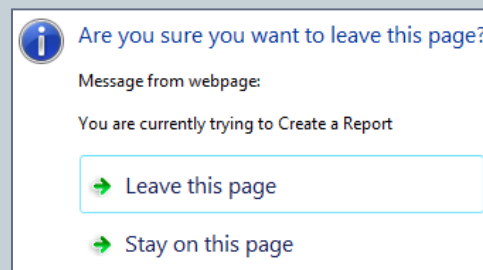 Are you sure you want to leave this page?
Message from webpage:
You are currently trying to Create a Report
Leave this page
Stay on this page